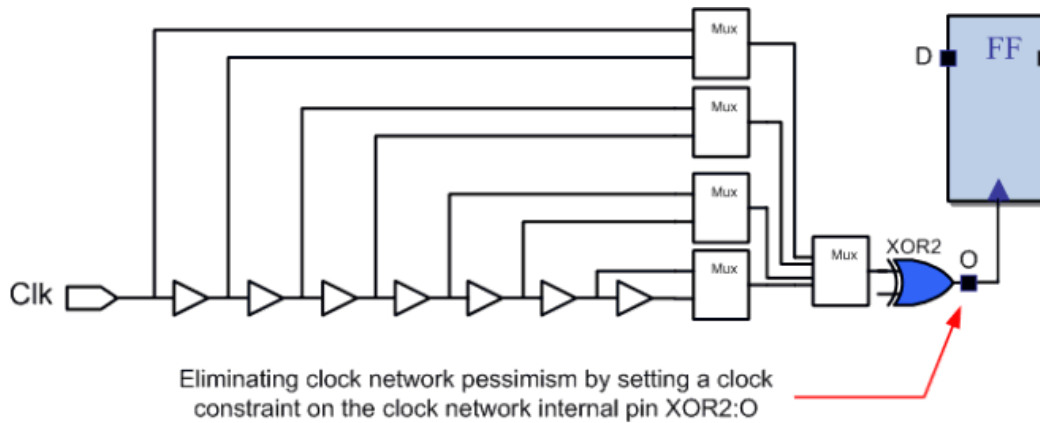 Mux
D
FF
Mux
Mux
Mux
Mux
XOR2
O
Clk
Eliminating clock network pessimism by setting a clock
constraint on the clock network internal pin XOR2:O